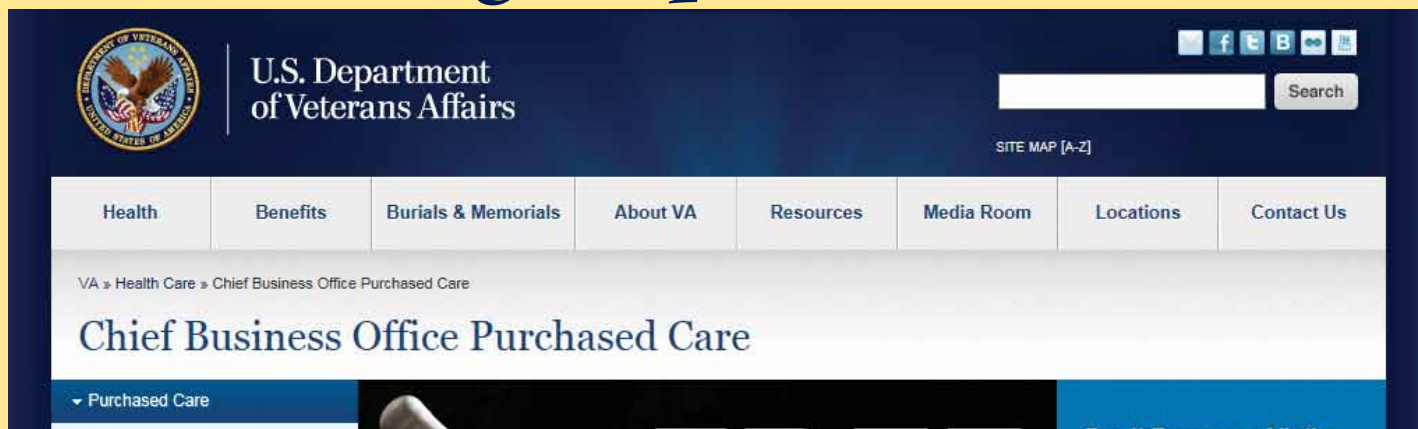 U.S. Department
of Veterans Affairs
Search
SITE MAP [A-Z]
Health Benefits Burials & Memorials About VA Resources Media Room Locations Contact Us
VA » Health Care » Chief Business Office Purchased Care
Chief Business Office Purchased Care
Purchased Care